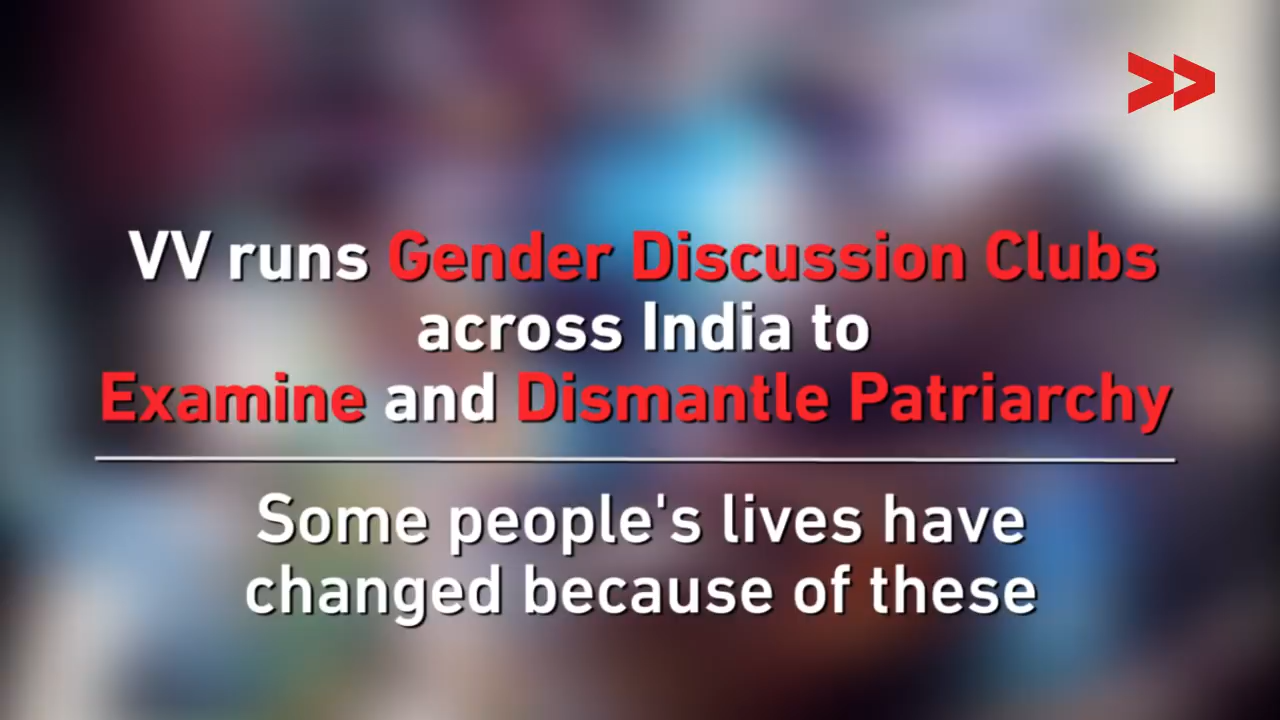 VV runs Gender Discussion Clubs
across India to
Examine and Dismantle Patriarchy
Some people's lives have
changed because of these